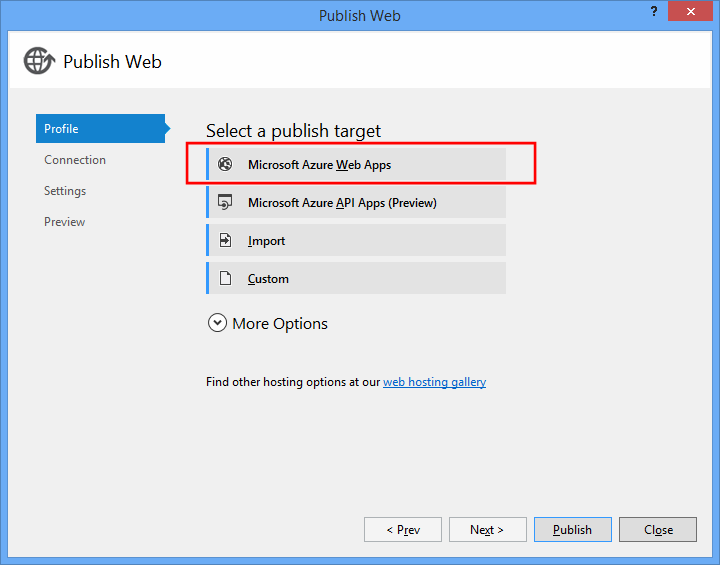 Publish Web
?
Publish Web
Profile
Connection
Settings
Preview
Select a publish target
Microsoft Azure Web Apps
Microsoft Azure API Apps (Preview)
Import
Custom
More Options
Find other hosting options at our web hosting gallery
< Prev
Next >
Publish
Close